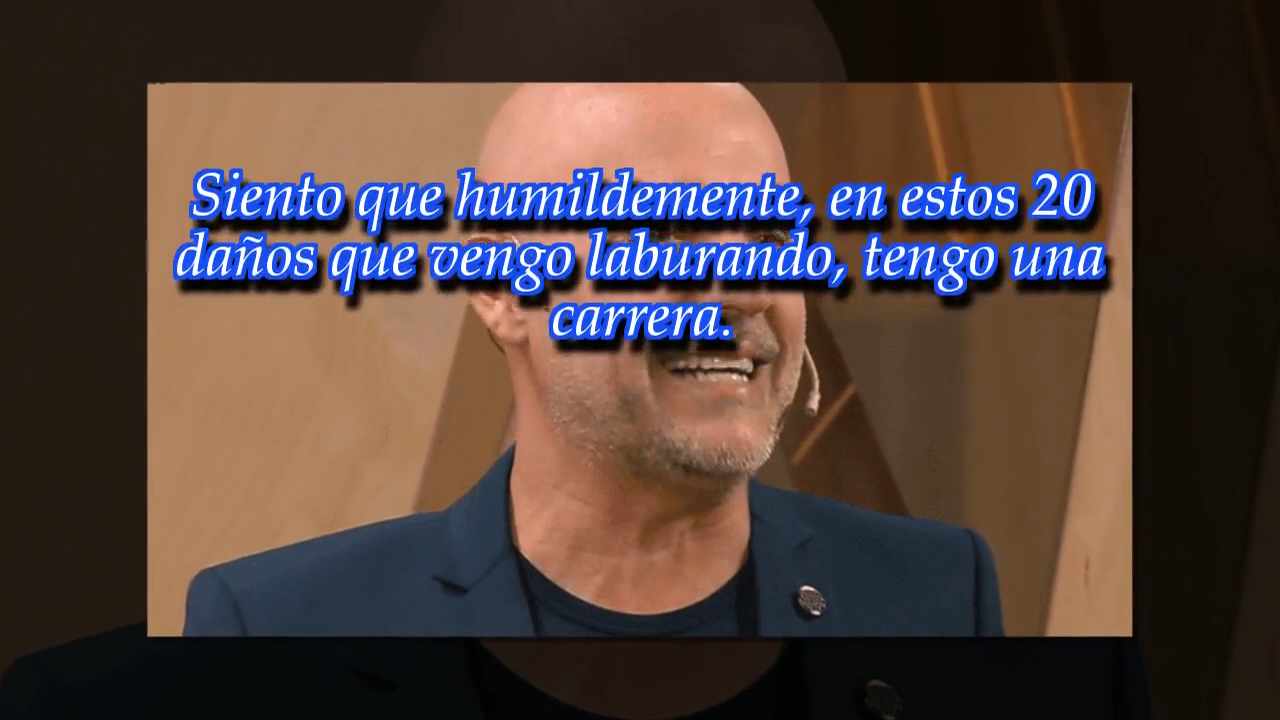 Siento que humildemente, en estos 20
daños que vengo laburando, tengo una
carrera.